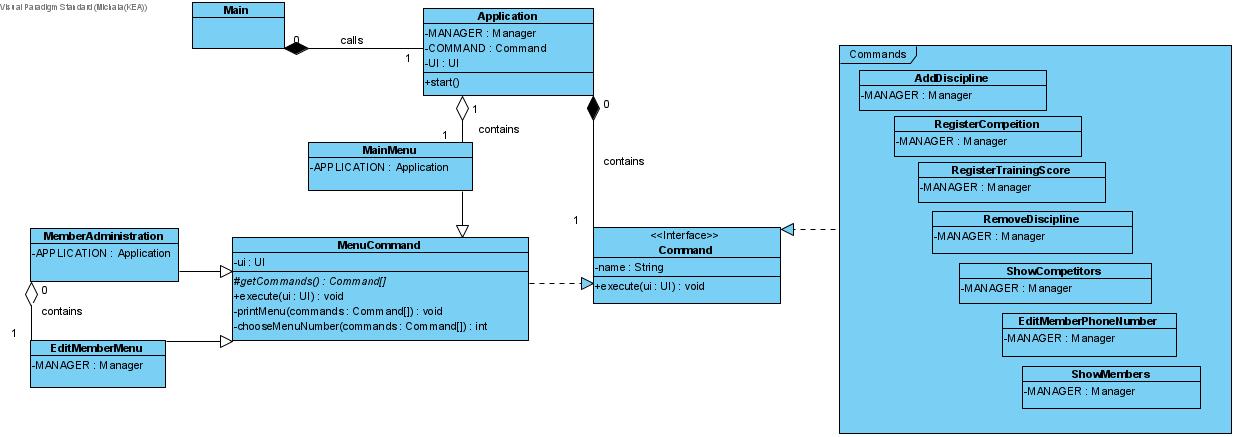 Visual Paradigm Standard (Michala(KEA))
Main
0
calls
1
Application
-MANAGER : Manager
-COMMAND : Command
-UI : UI
+start()
1
contains
1
0
contains
1
MainMenu
-APPLICATION : Application
MemberAdministration
-APPLICATION : Application
0
contains
1
EditMemberMenu
-MANAGER : Manager
MenuCommand
-ui : UI
#getCommands() : Command[]
+execute(ui : UI) : void
-printMenu(commands : Command[]) : void
-chooseMenuNumber(commands : Command[]) : int
<<Interface>>
Command
-name : String
+execute(ui : UI) : void
Commands
AddDiscipline
-MANAGER : Manager
RegisterCompeition
-MANAGER : Manager
RegisterTrainingScore
-MANAGER : Manager
RemoveDiscipline
-MANAGER : Manager
ShowCompetitors
-MANAGER : Manager
EditMemberPhoneNumber
-MANAGER : Manager
ShowMembers
-MANAGER : Manager